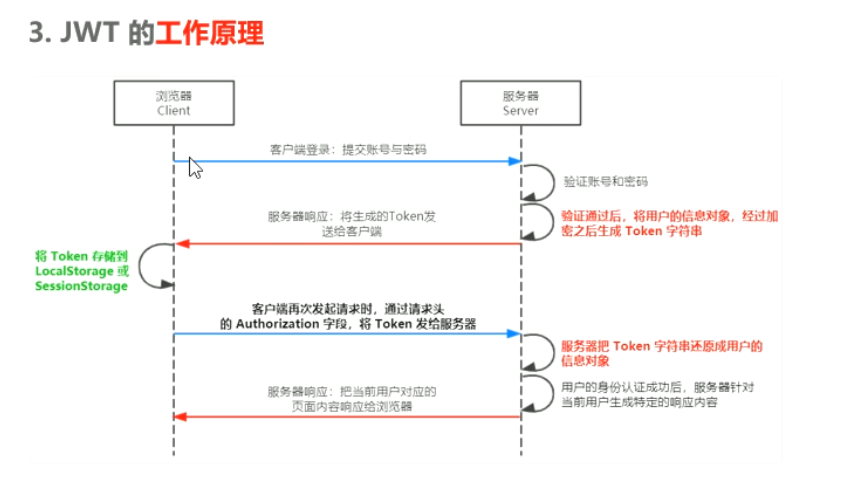 3. JWT 的工作原理
浏览器
Client
服务器
Server
客户端登录：提交账号与密码
验证账号和密码
服务器响应：将生成的Token发
送给客户端
验证通过后，将用户的信息对象，经过加
密之后生成 Token 字符串
将 Token 存储到
LocalStorage 或
SessionStorage
客户端再次发起请求时，通过请求头
的 Authorization 字段，将 Token 发给服务器
服务器把 Token 字符串还原成用户的
信息对象
服务器响应：把当前用户对应的
页面内容响应给浏览器
用户的身份认证成功后，服务器针对
当前用户生成特定的响应内容